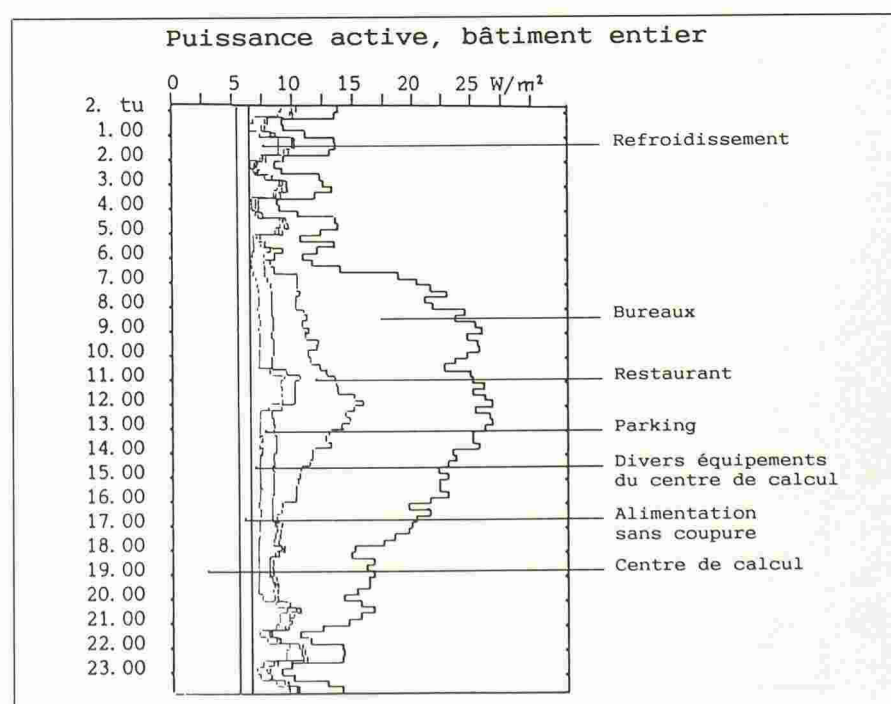 Puissance active, bâtiment entier
0 5 10 15 20 25 W/m²
2. tu
1.00
2.00
3.00
4.00
5.00
6.00
7.00
8.00
9.00
10.00
11.00
12.00
13.00
14.00
15.00
16.00
17.00
18.00
19.00
20.00
21.00
22.00
23.00
Refroidissement
Bureaux
Restaurant
Parking
Divers équipements
du centre de calcul
Alimentation
sans coupure
Centre de calcul